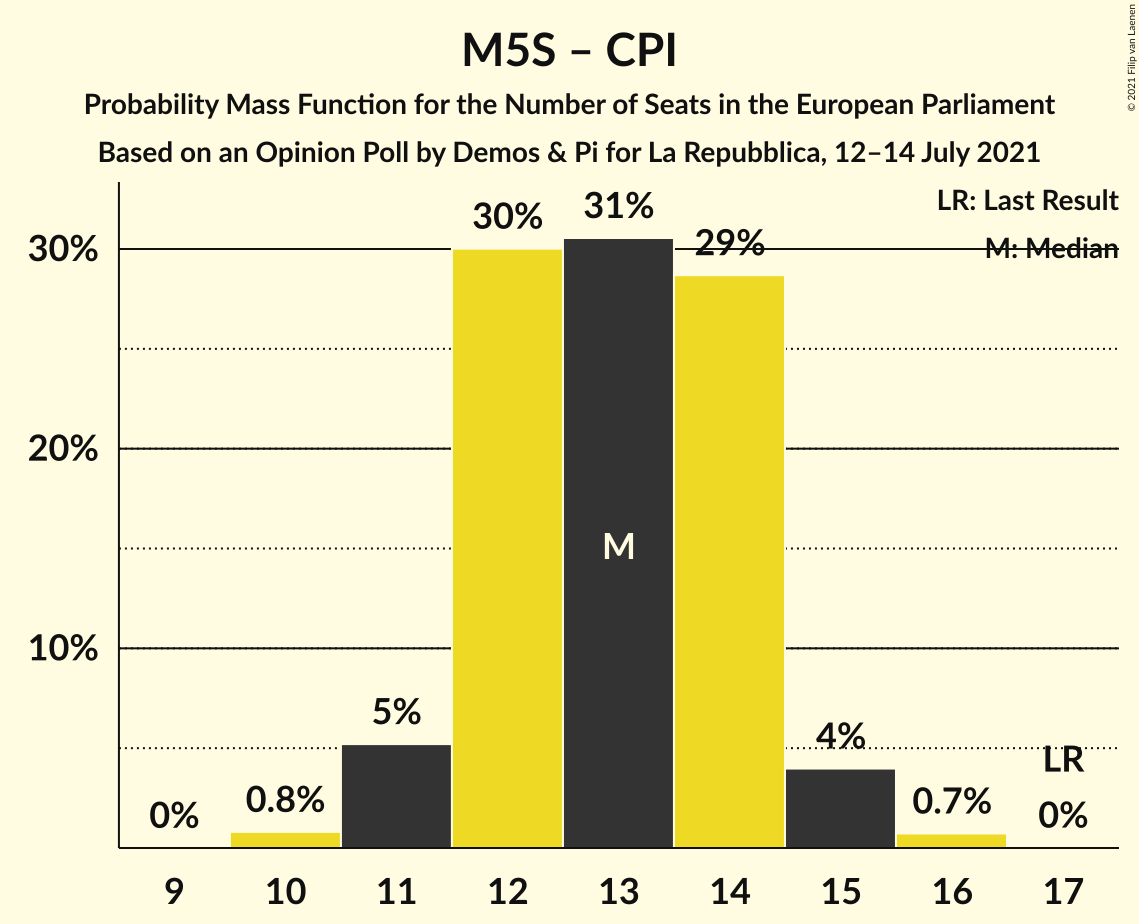 M5S – CPI
Probability Mass Function for the Number of Seats in the European Parliament
Based on an Opinion Poll by Demos & Pi for La Repubblica, 12–14 July 2021
© 2021 Filip van Laenen
LR: Last Result
M: Median
30%
20%
10%
0%
0.8%
5%
30%
31%
29%
4%
0.7%
LR
0%
M
9 10 11 12 13 14 15 16 17